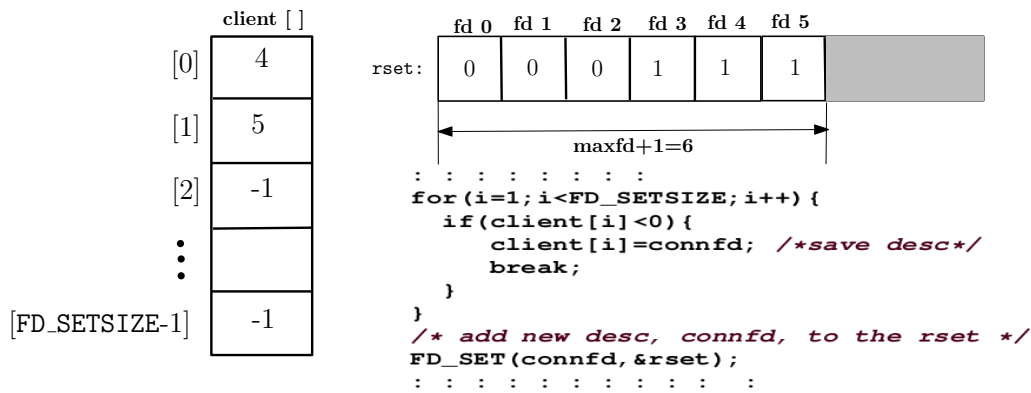 client [ ]
[0] 4
[1] 5
[2] -1
[FD_SETSIZE-1] -1
fd 0 fd 1 fd 2 fd 3 fd 4 fd 5
rset: 0 0 0 1 1 1
maxfd+1=6
: : : : : : : :
for(i=1;i<FD_SETSIZE;i++){
if(client[i]<0){
client[i]=connfd; /*save desc*/
break;
}
}
/* add new desc, connfd, to the rset */
FD_SET(connfd,&rset);
: : : : : : : : : : :